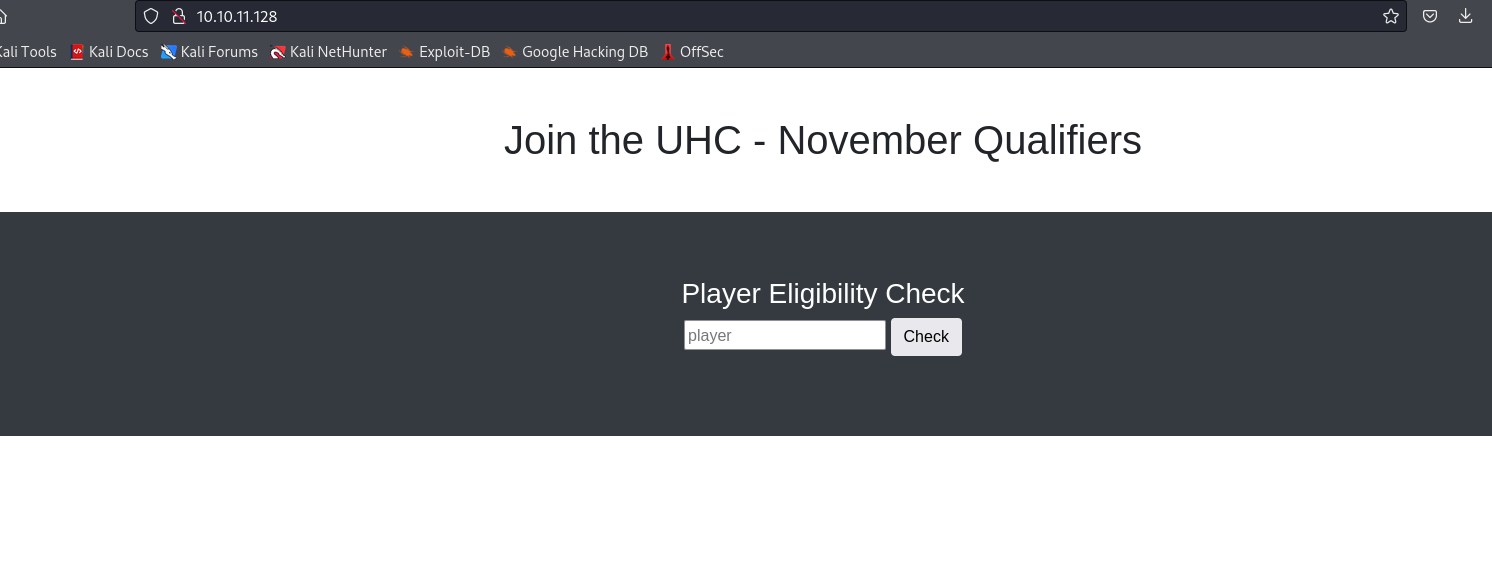 10.10.11.128
Kali Tools Kali Docs Kali Forums Kali NetHunter Exploit-DB Google Hacking DB OffSec
Join the UHC - November Qualifiers
Player Eligibility Check
player Check